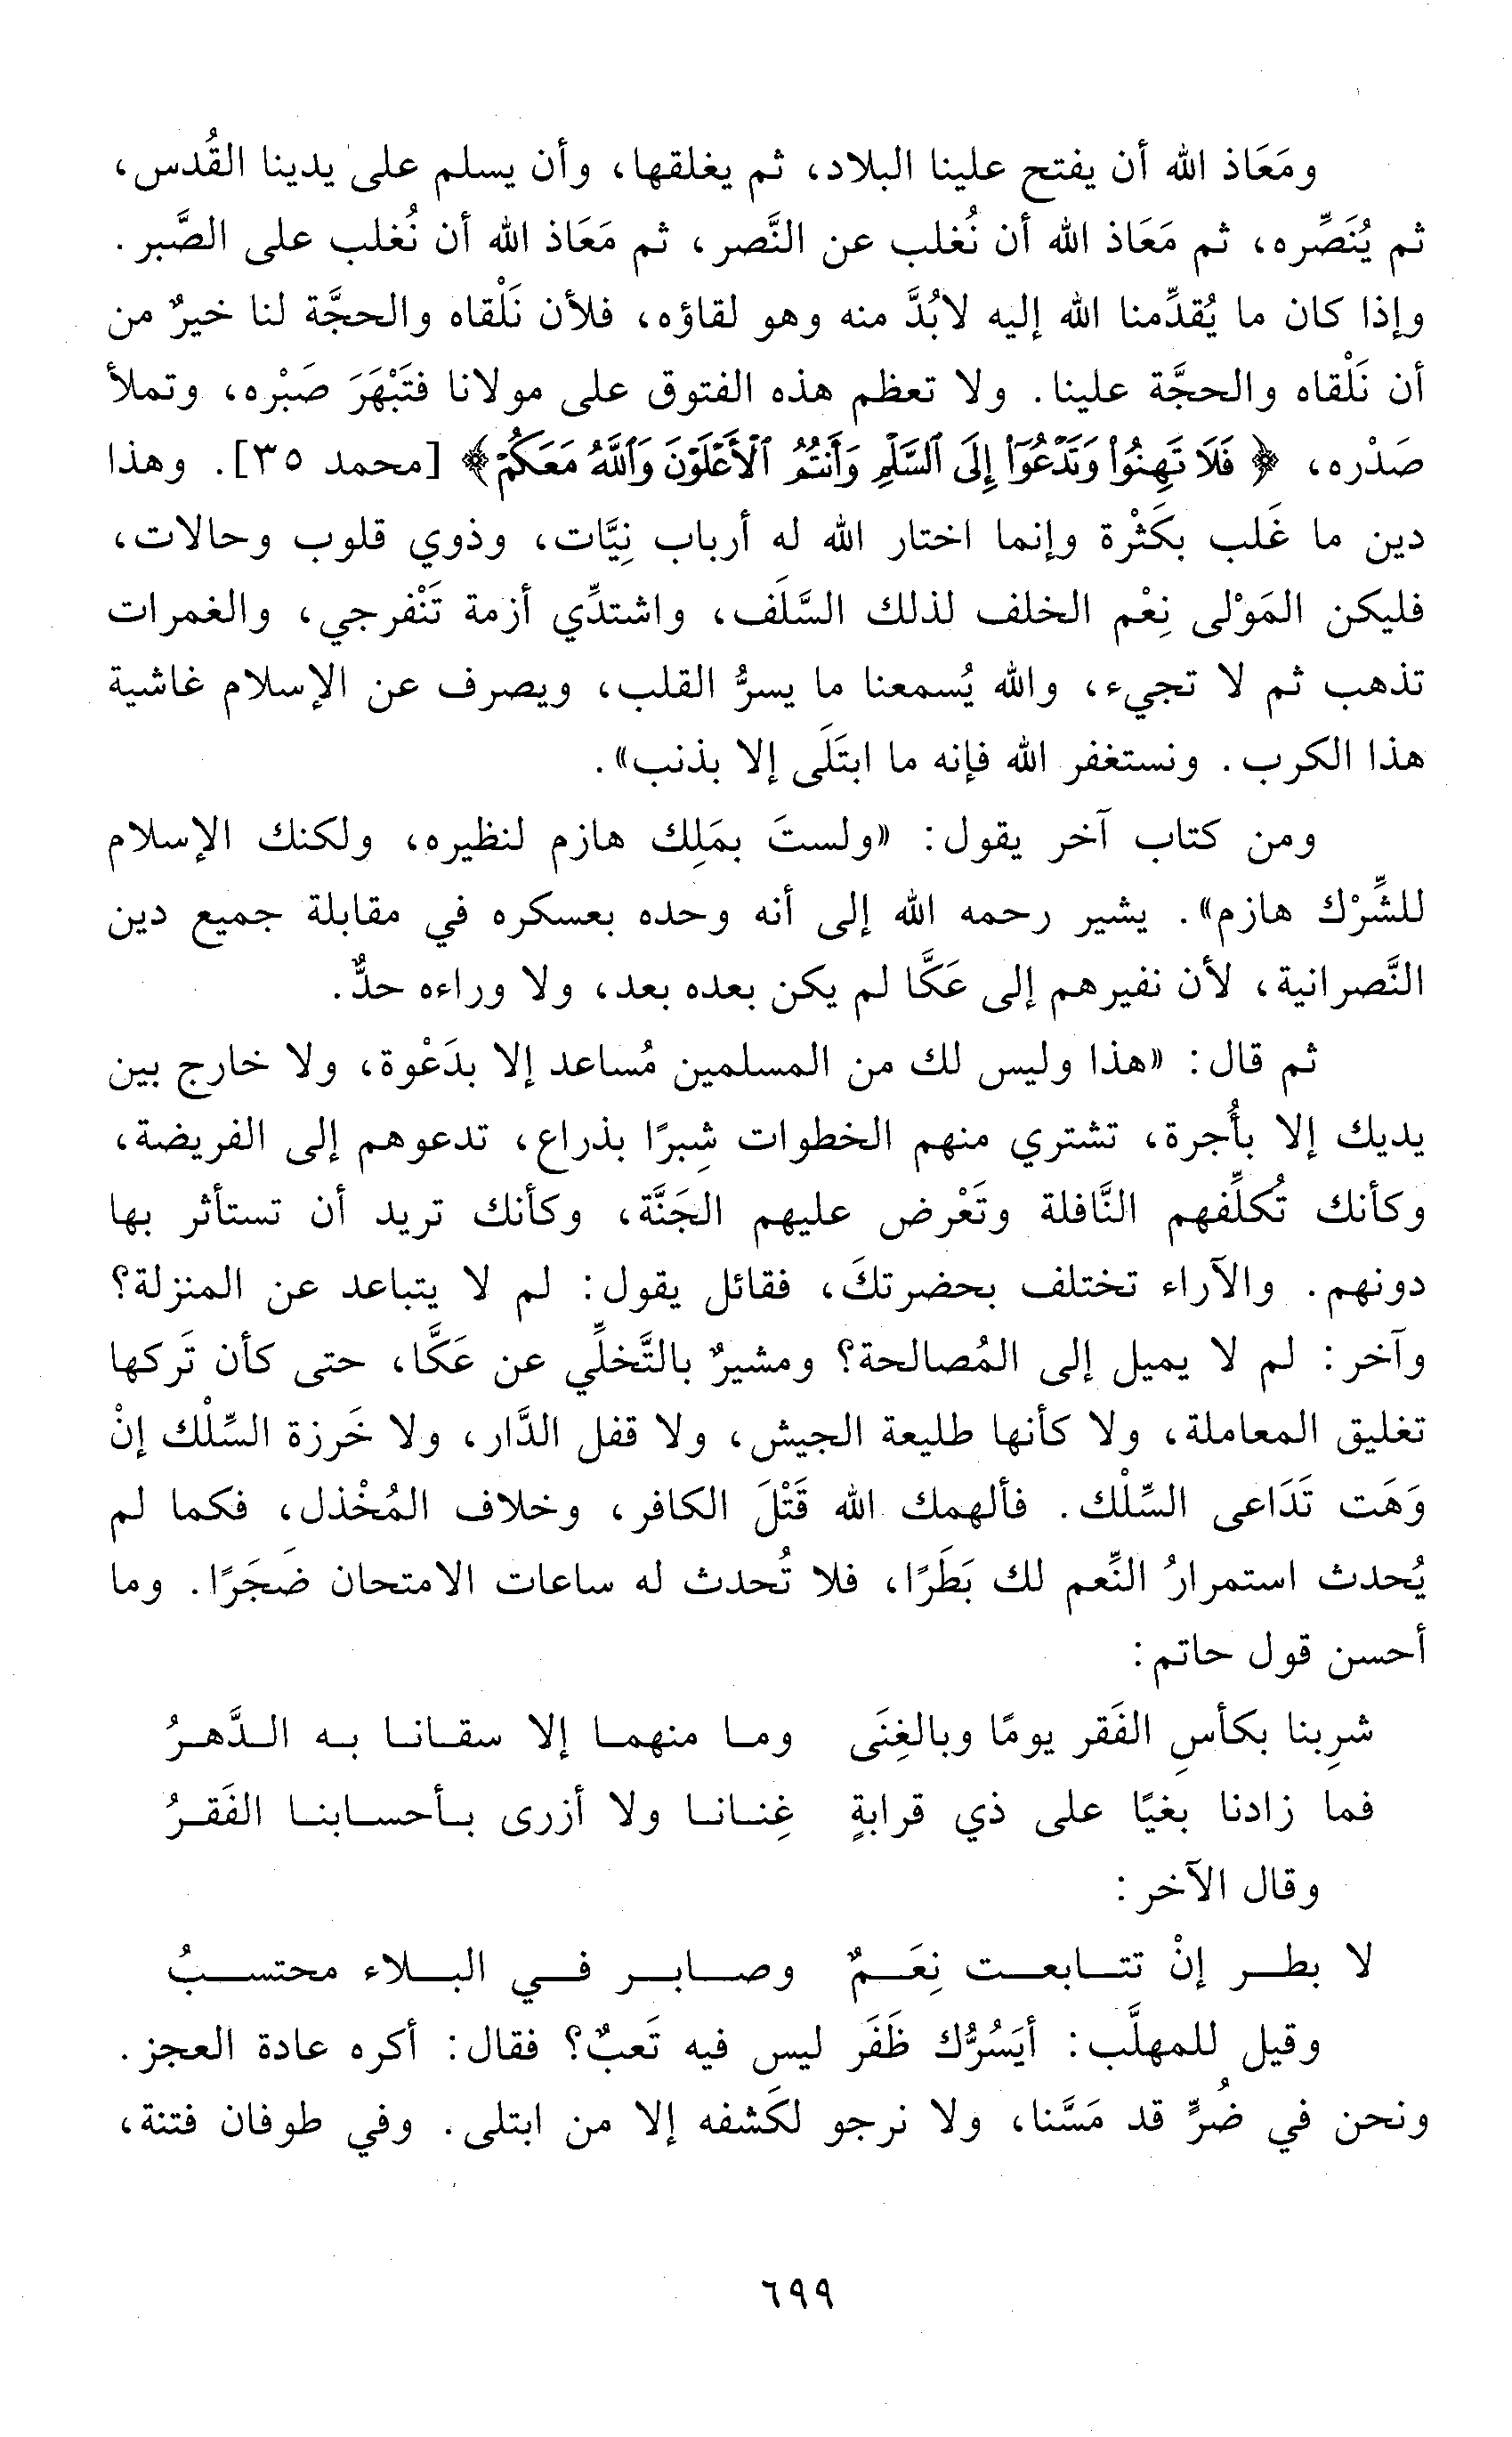 ومَعَاذ الله أن يفتح علينا البلاد، ثم يغلقها، وأن يسلم على يدينا القُدس،
ثم يُنَصِّره، ثم مَعَاذ الله أن نُغلب عن النَّصر، ثم مَعَاذ الله أن نُغلب على الصَّبر.
وإذا كان ما يُقدِّمنا الله إليه لابُدَّ منه وهو لقاؤه، فلأن نَلْقاه والحجَّة لنا خيرٌ من
أن نَلْقاه والحجَّة علينا. ولا تعظم هذه الفتوق على مولانا فتَبْهَرَ صَبْره، وتملأ
صَدْره، ﴿ فَلَا تَهِنُوا۟ وَتَدْعُوٓا۟ إِلَى ٱلسَّلْمِ وَأَنتُمُ ٱلْأَعْلَوْنَ وَٱللَّهُ مَعَكُمْ ﴾ [محمد ٣٥]. وهذا
دين ما غَلب بكَثْرة وإنما اختار الله له أرباب نِيَّات، وذوي قلوب وحالات،
فليكن المَوْلى نِعْم الخلف لذلك السَّلَف، واشتدِّي أزمة تَنْفرجي، والغمرات
تذهب ثم لا تجيء، والله يُسمعنا ما يسرُّ القلب، ويصرف عن الإسلام غاشية
هذا الكرب. ونستغفر الله فإنه ما ابتَلَى إلا بذنب».
ومن كتاب آخر يقول: «ولستَ بمَلِك هازم لنظيره، ولكنك الإسلام
للشِّرْك هازم». يشير رحمه الله إلى أنه وحده بعسكره في مقابلة جميع دين
النَّصرانية، لأن نفيرهم إلى عَكَّا لم يكن بعده بعد، ولا وراءه حدٌّ.
ثم قال: «هذا وليس لك من المسلمين مُساعد إلا بدَعْوة، ولا خارج بين
يديك إلا بأُجرة، تشتري منهم الخطوات شِبرًا بذراع، تدعوهم إلى الفريضة،
وكأنك تُكلِّفهم النَّافلة وتَعْرض عليهم الجَنَّة، وكأنك تريد أن تستأثر بها
دونهم. والآراء تختلف بحضرتكَ، فقائل يقول: لم لا يتباعد عن المنزلة؟
وآخر: لم لا يميل إلى المُصالحة؟ ومشيرٌ بالتَّخلِّي عن عَكَّا، حتى كأن تَركها
تغليق المعاملة، ولا كأنها طليعة الجيش، ولا قفل الدَّار، ولا خَرزة السِّلْك إنْ
وَهَت تَدَاعى السِّلْك. فألهمك الله قَتْلَ الكافر، وخلاف المُخْذل، فكما لم
يُحدث استمرارُ النِّعم لك بَطَرًا، فلا تُحدث له ساعات الامتحان ضَجَرًا. وما
أحسن قول حاتم:
شرِبنا بكأسِ الفَقر يومًا وبالغِنَى وما منهما إلا سقانا به الدَّهرُ
فما زادنا بغيًا على ذي قرابةٍ غِنانا ولا أزرى بأحسابنا الفَقرُ
وقال الآخر:
لا بطر إنْ تتابعت نِعَمٌ وصابر في البلاء محتسبُ
وقيل للمهلَّب: أيَسُرُّك ظَفَر ليس فيه تَعبٌ؟ فقال: أكره عادة العجز.
ونحن في ضُرٍّ قد مَسَّنا، ولا نرجو لكَشفه إلا من ابتلى. وفي طوفان فتنة،
٦٩٩